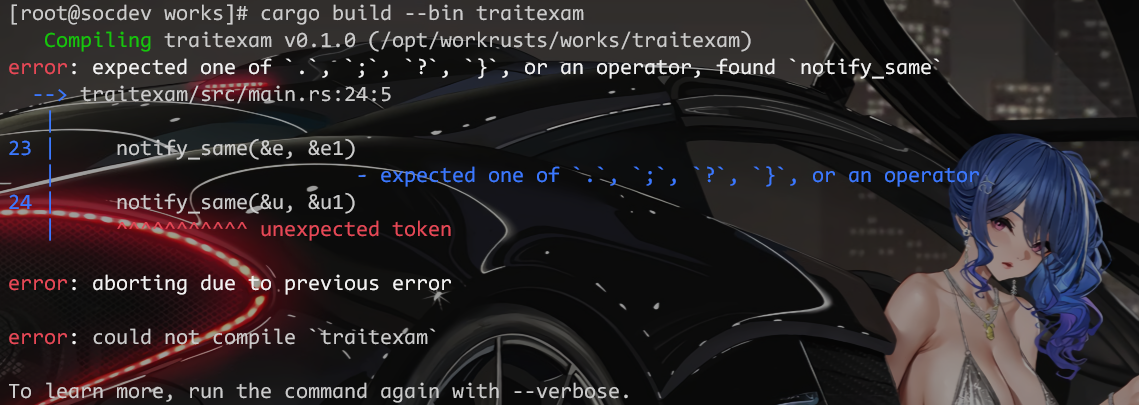 [root@socdev works]# cargo build --bin traitexam
   Compiling traitexam v0.1.0 (/opt/workrusts/works/traitexam)
error: expected one of `.`, `;`, `?`, `}`, or an operator, found `notify_same`
  --> traitexam/src/main.rs:24:5
   |
23 |     notify_same(&e, &e1)
   |                         - expected one of `.`, `;`, `?`, `}`, or an operator
24 |     notify_same(&u, &u1)
   |     ^^^^^^^^^^^ unexpected token

error: aborting due to previous error

error: could not compile `traitexam`

To learn more, run the command again with --verbose.